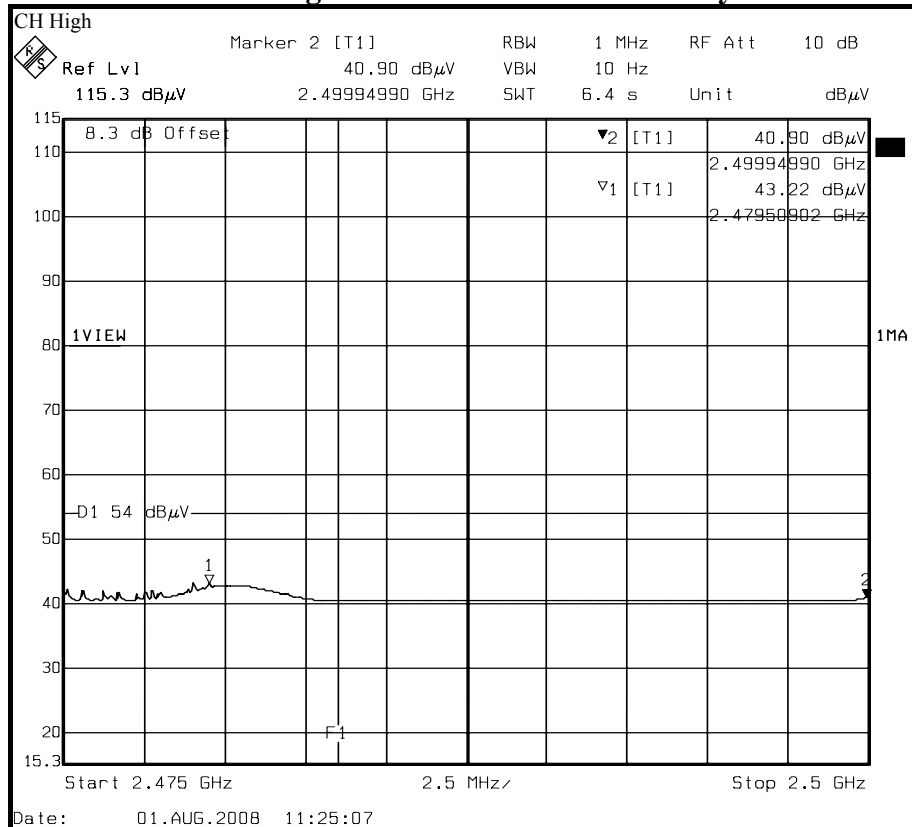 CH High
Marker 2 [T1] RBW 1 MHz RF Att 10 dB
Ref Lvl 40.90 dBµV VBW 10 Hz
115.3 dBµV 2.49994990 GHz SWT 6.4 s Unit dBµV
115
8.3 dB Offset
▼2 [T1] 40.90 dBµV
110
2.49994990 GHz
▽1 [T1] 43.22 dBµV
100
2.47950902 GHz
90
1VIEW 1MA
80
70
60
D1 54 dBµV
50
1
2
40
30
20
F1
15.3
Start 2.475 GHz 2.5 MHz/ Stop 2.5 GHz
Date: 01.AUG.2008 11:25:07